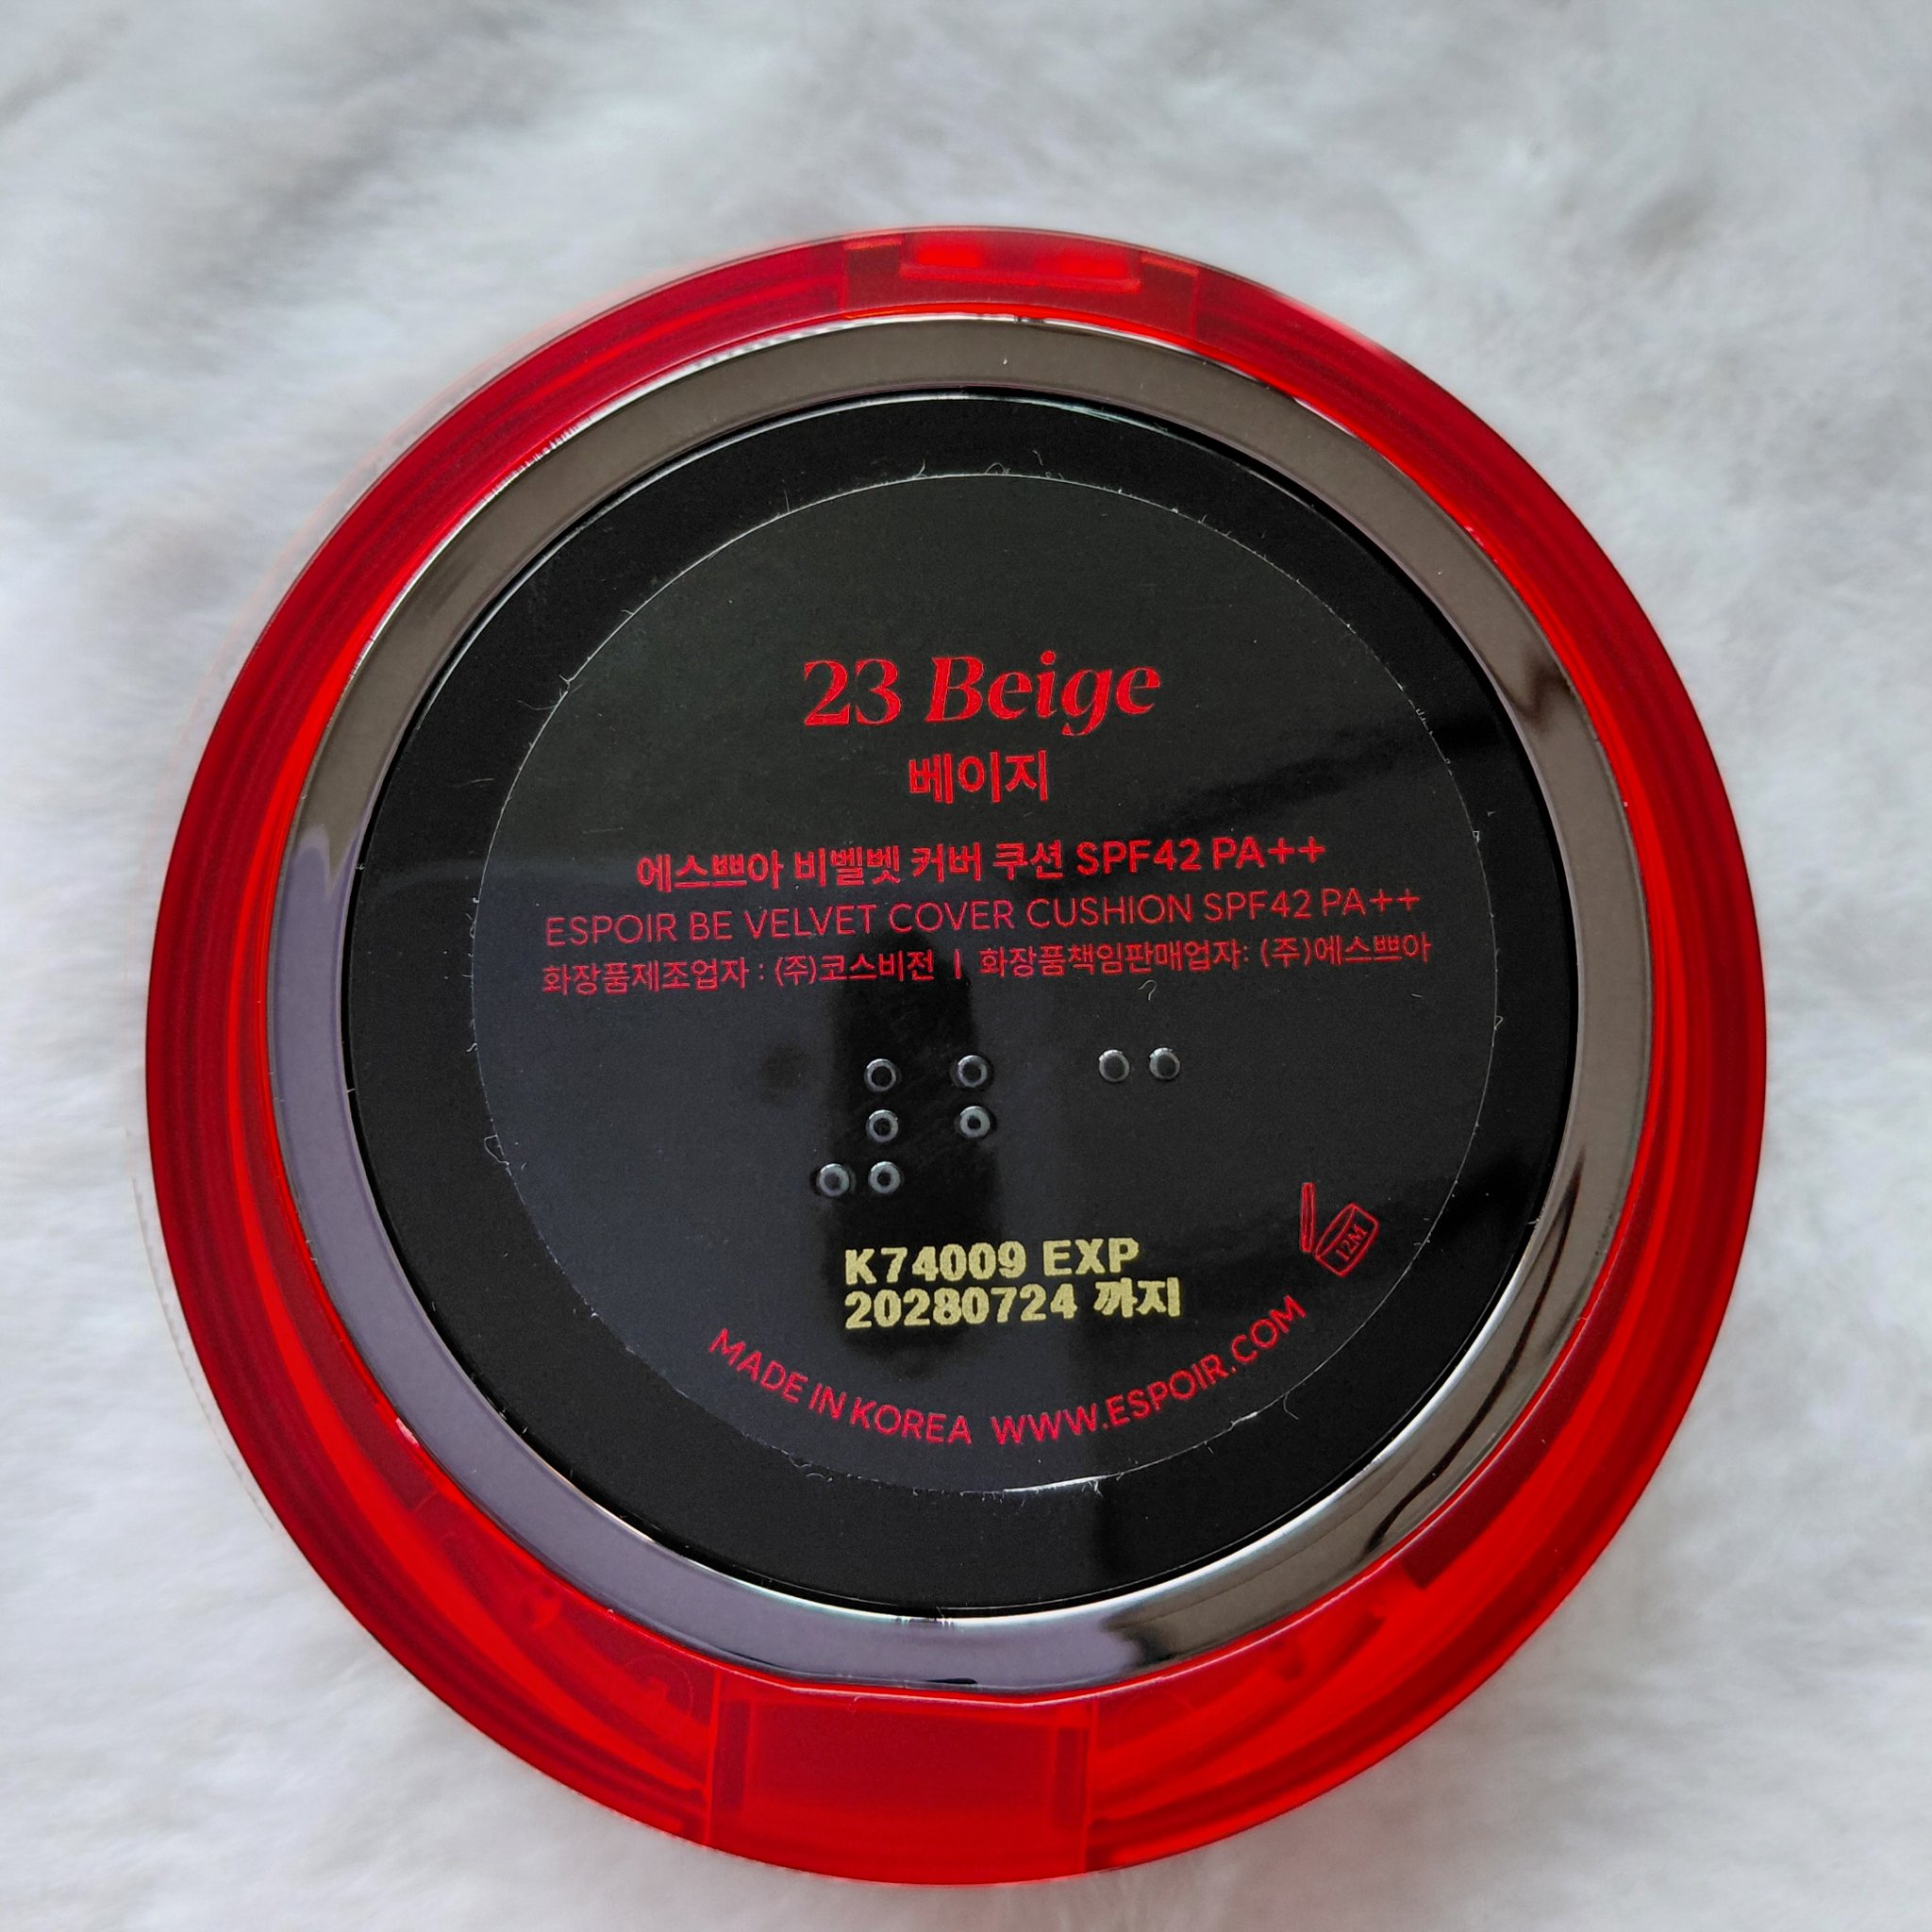 23 Beige
베이지
에스쁘아 비벨벳 커버 쿠션 SPF42 PA++
ESPOIR BE VELVET COVER CUSHION SPF42 PA++
화장품제조업자 : (주)코스비전 | 화장품책임판매업자: (주)에스쁘아
K74009 EXP
20280724 까지
12M
MADE IN KOREA WWW.ESPOIR.COM